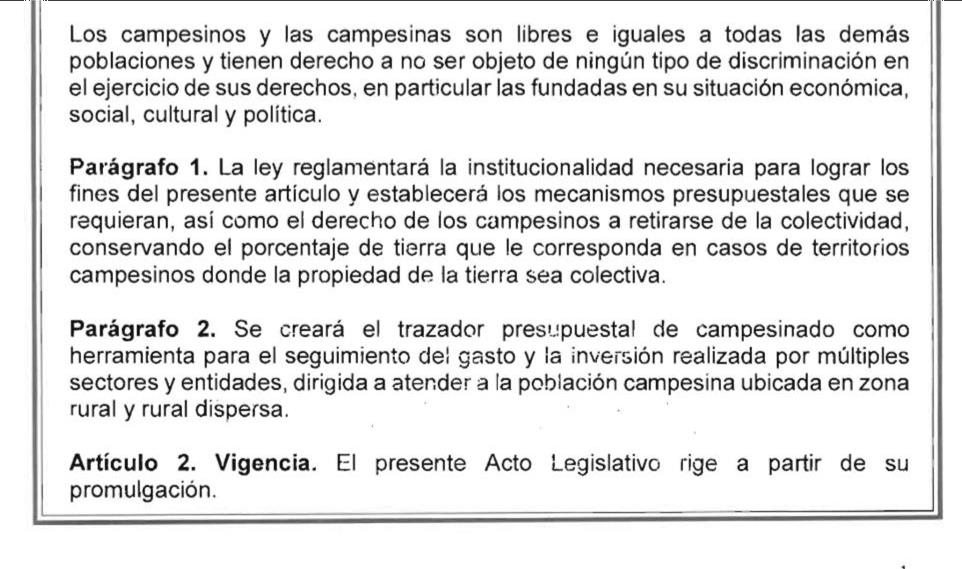 Los campesinos y las campesinas son libres e iguales a todas las demás
poblaciones y tienen derecho a no ser objeto de ningún tipo de discriminación en
el ejercicio de sus derechos, en particular las fundadas en su situación económica,
social, cultural y política.
Parágrafo 1. La ley reglamentará la institucionalidad necesaria para lograr los
fines del presente artículo y establecerá los mecanismos presupuestales que se
requieran, así como el derecho de los campesinos a retirarse de la colectividad,
conservando el porcentaje de tierra que le corresponda en casos de territorios
campesinos donde la propiedad de la tierra sea colectiva.
Parágrafo 2. Se creará el trazador presupuestal de campesinado como
herramienta para el seguimiento del gasto y la inversión realizada por múltiples
sectores y entidades, dirigida a atender a la población campesina ubicada en zona
rural y rural dispersa.
Artículo 2. Vigencia. El presente Acto Legislativo rige a partir de su
promulgación.